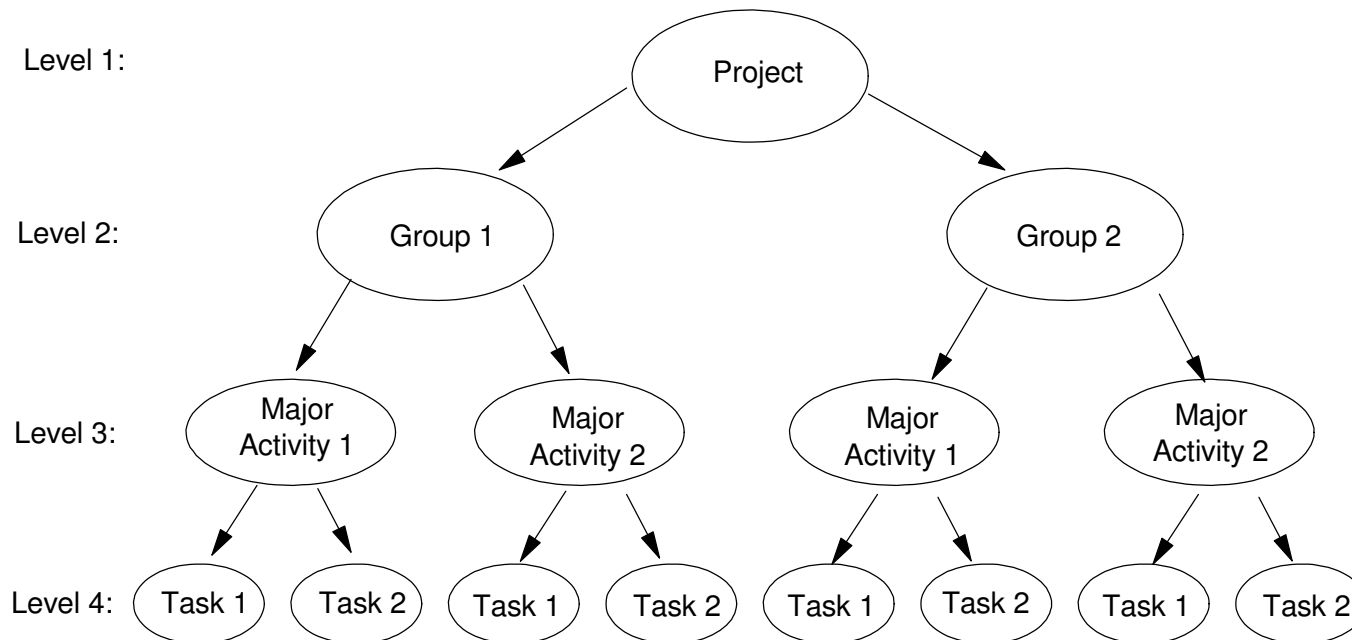 Level 1:
Project
Level 2:
Group 1
Group 2
Level 3:
Major
Activity 1
Major
Activity 2
Major
Activity 1
Major
Activity 2
Level 4:
Task 1
Task 2
Task 1
Task 2
Task 1
Task 2
Task 1
Task 2